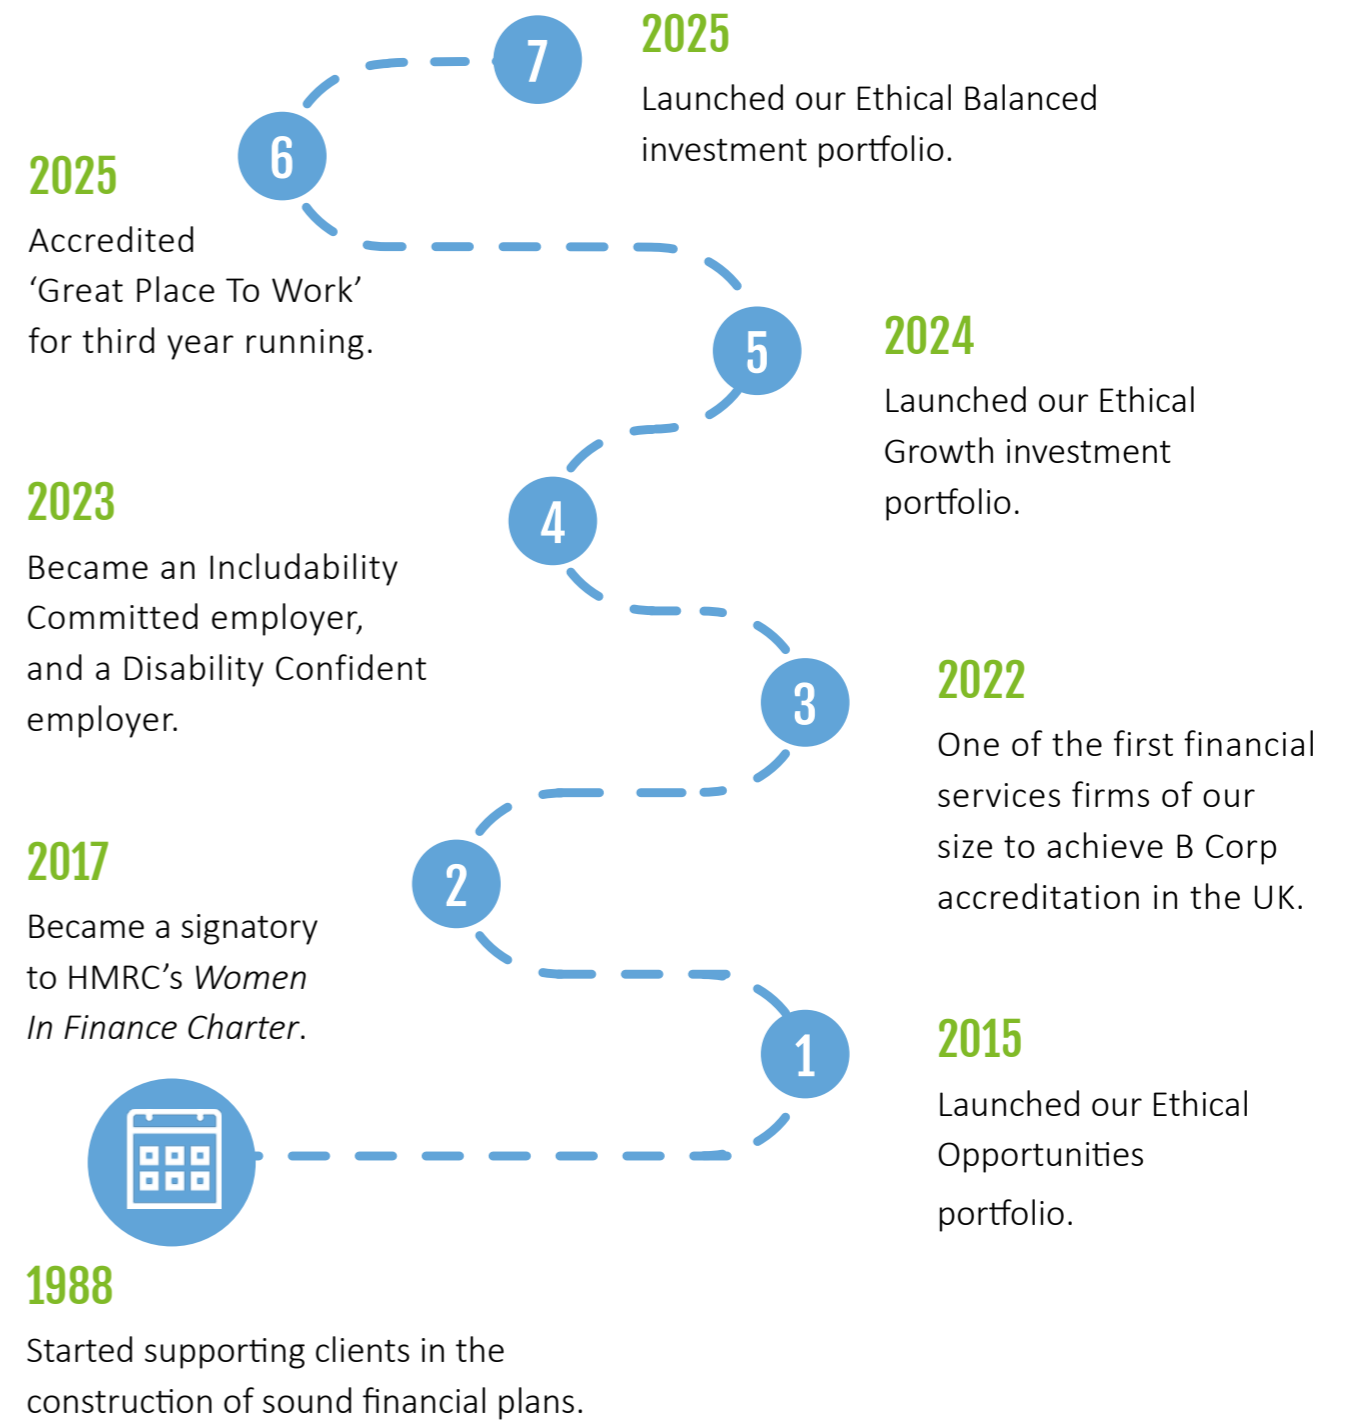 7
2025
Launched our Ethical Balanced
investment portfolio.
6
2025
Accredited
‘Great Place To Work’
for third year running.
5
2024
Launched our Ethical
Growth investment
portfolio.
4
2023
Became an Includability
Committed employer,
and a Disability Confident
employer.
3
2022
One of the first financial
services firms of our
size to achieve B Corp
accreditation in the UK.
2
2017
Became a signatory
to HMRC’s Women
In Finance Charter.
1
2015
Launched our Ethical
Opportunities
portfolio.
1988
Started supporting clients in the
construction of sound financial plans.